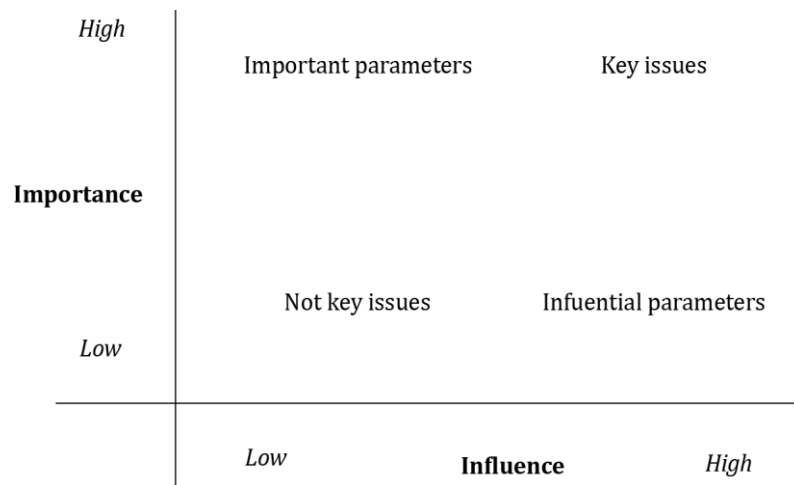 High
Important parameters Key issues
Importance
Not key issues Infuential parameters
Low
Low Influence High